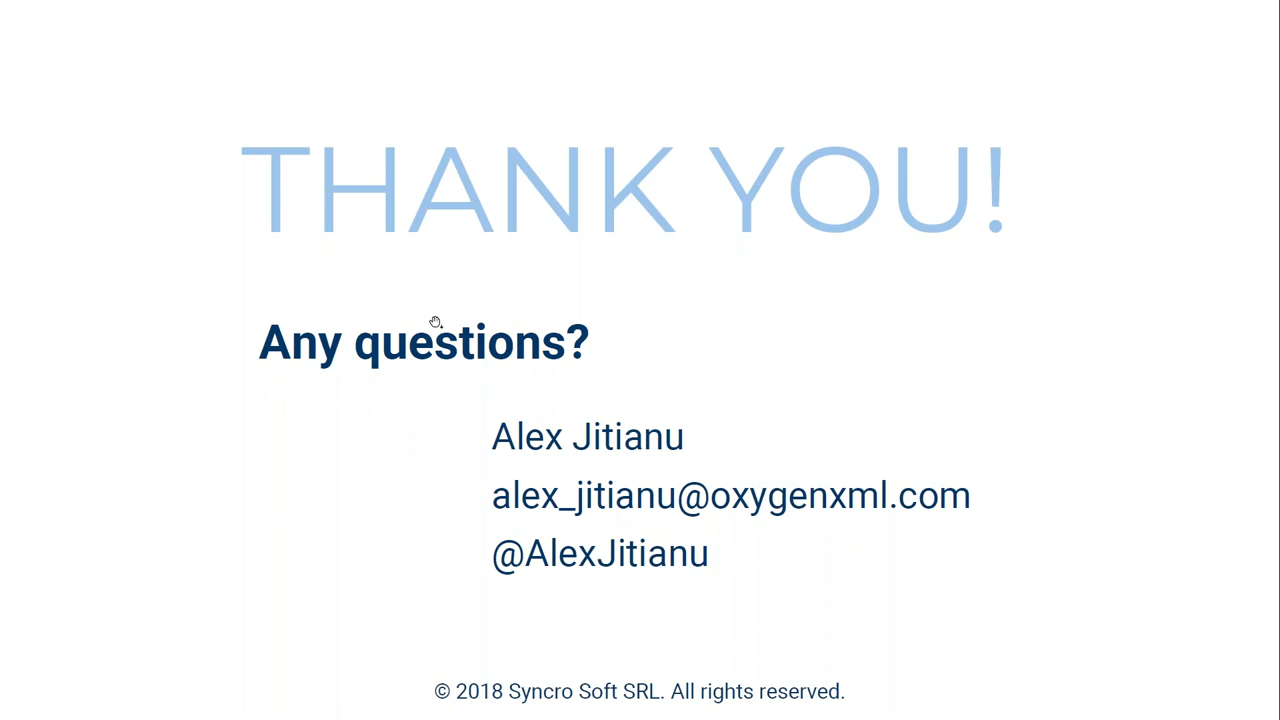 THANK YOU!
Any questions?
Alex Jitianu
alex_jitianu@oxygenxml.com
@AlexJitianu
© 2018 Syncro Soft SRL. All rights reserved.